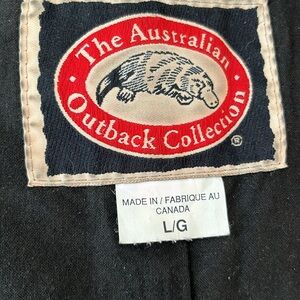 · The Australian ·
Outback Collection
®
MADE IN / FABRIQUE AU
CANADA
L/G